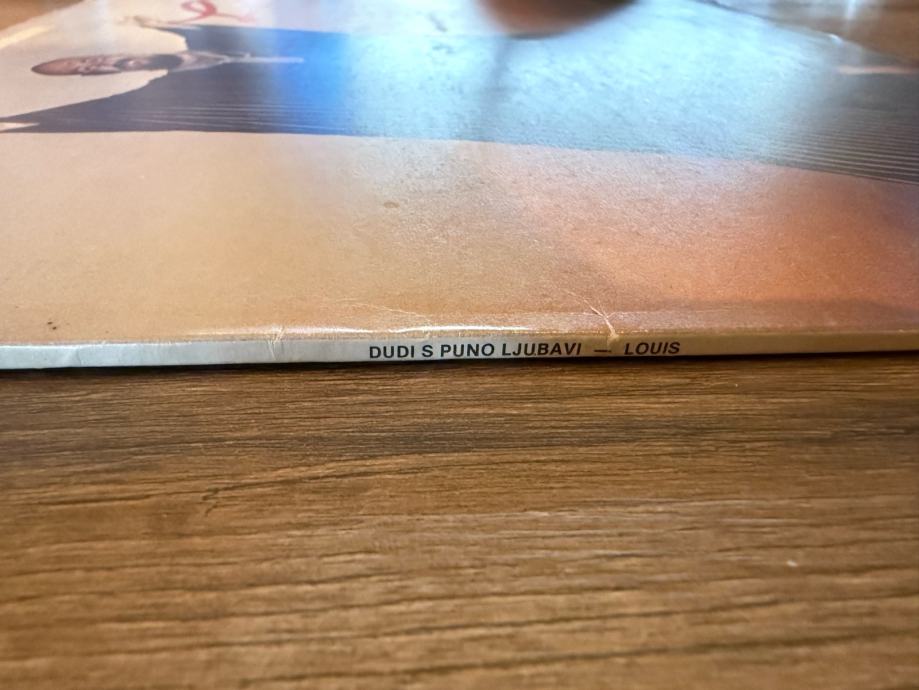 DUDI S PUNO LJUBAVI — LOUIS